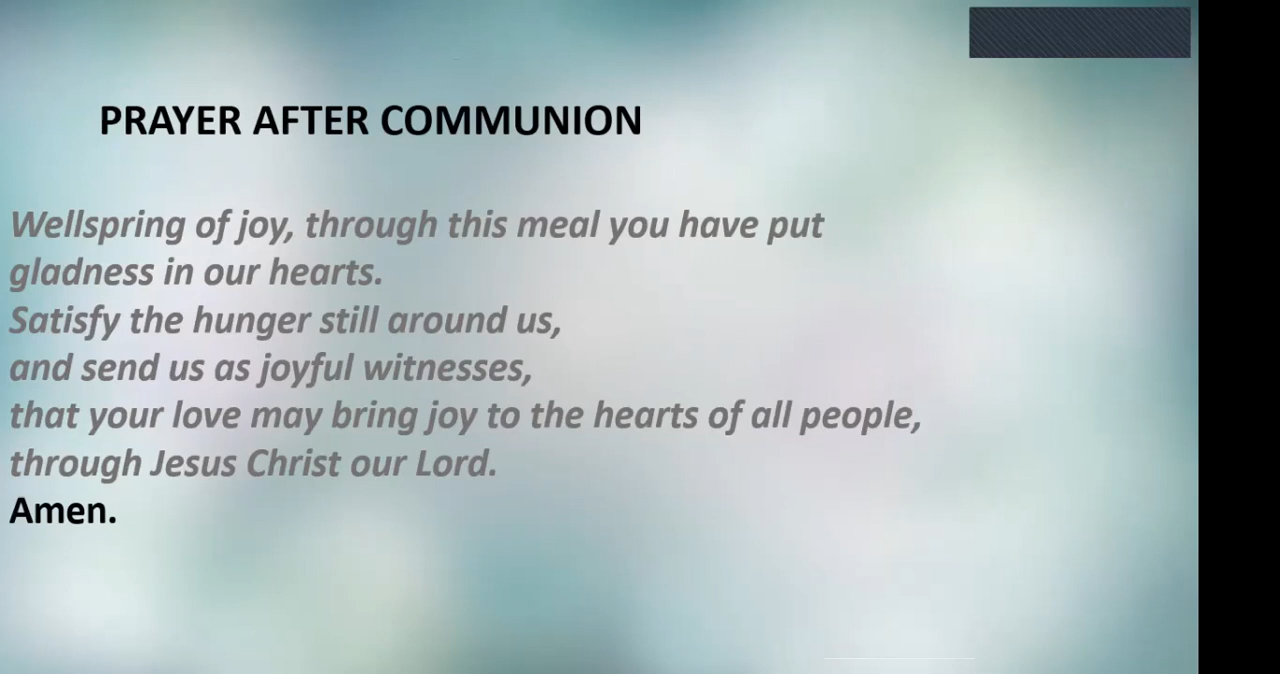 PRAYER AFTER COMMUNION
Wellspring of joy, through this meal you have put
gladness in our hearts.
Satisfy the hunger still around us,
and send us as joyful witnesses,
that your love may bring joy to the hearts of all people,
through Jesus Christ our Lord.
Amen.